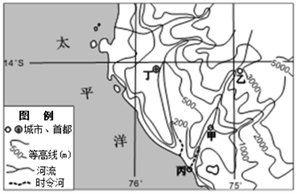 太
平
洋
14°S
丁
乙
甲
丙
5000
3000
500
200
1000
2000
76°
75°
图 例
城市、首都
500
等高线(m)
河流
时令河